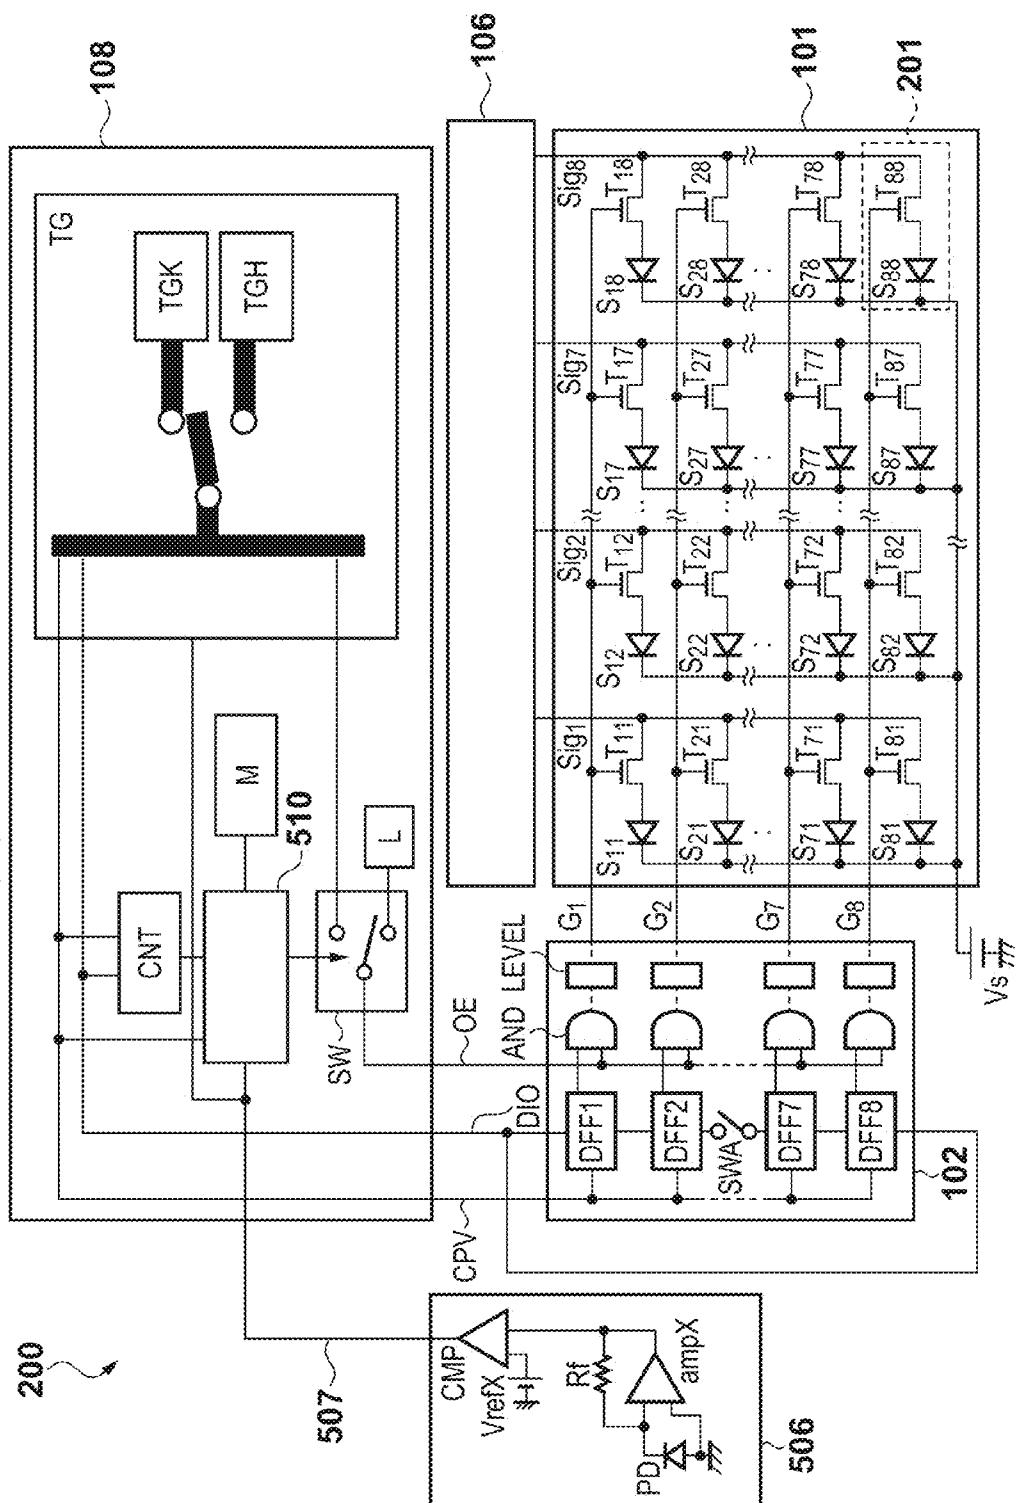 200
108
TG
TGK
TGH
M
510
CNT
L
SW
507
CMP
VrefX
Rf
ampX
PD
506
CPV
DIO
OE
AND LEVEL
DFF1
DFF2
SWA
DFF7
DFF8
102
106
101
201
G1
G2
G7
G8
Vs
Sig1
Sig2
Sig7
Sig8
S11 T11
S12 T12
S17 T17
S18 T18
S21 T21
S22 T22
S27 T27
S28 T28
S71 T71
S72 T72
S77 T77
S78 T78
S81 T81
S82 T82
S87 T87
S88 T88